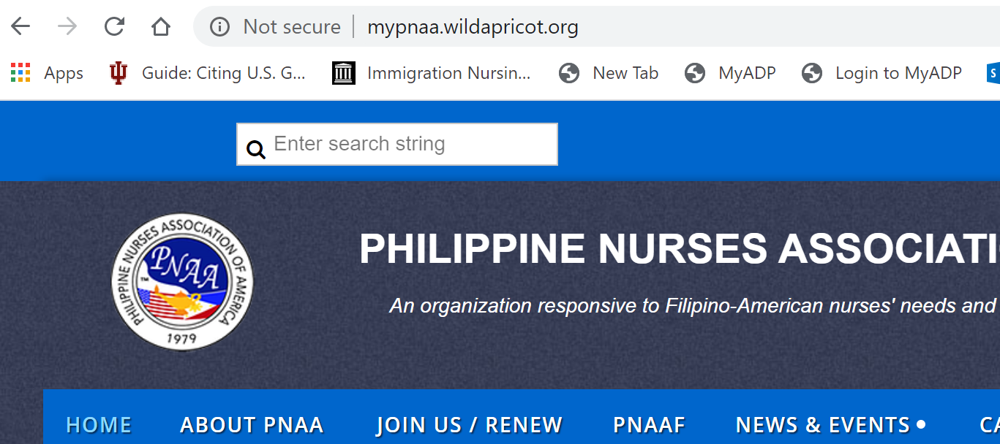 Not secure | mypnaa.wildapricot.org
Apps Guide: Citing U.S. G... Immigration Nursin... New Tab MyADP Login to MyADP S
Enter search string
PHILIPPINE NURSES ASSOCIATION OF AMERICA
PNAA
TM
1979
PHILIPPINE NURSES ASSOCIATI
An organization responsive to Filipino-American nurses' needs and
HOME ABOUT PNAA JOIN US / RENEW PNAAF NEWS & EVENTS • CA